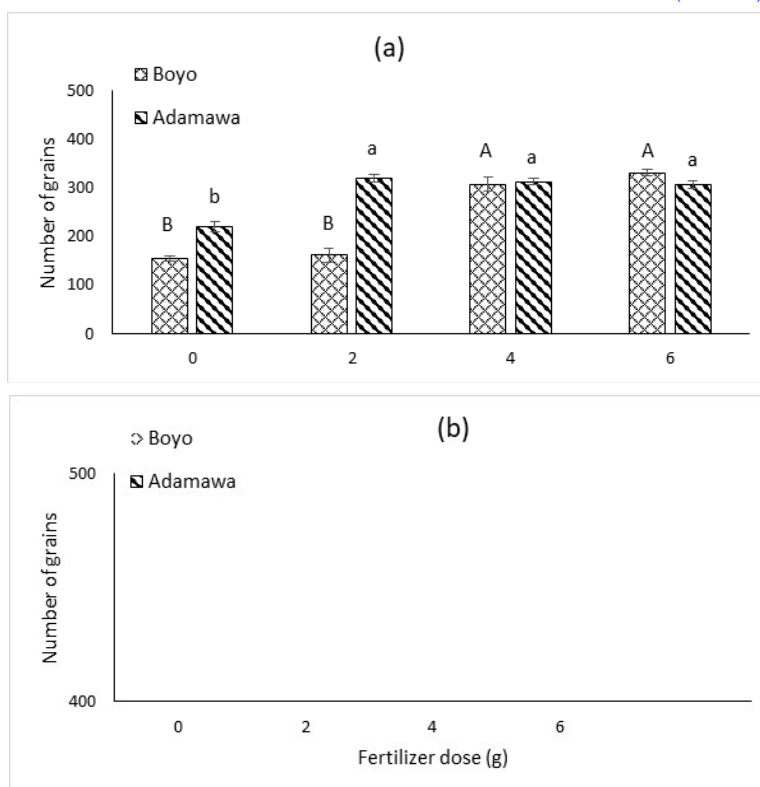 (a)
Boyo
Adamawa
Number of grains
500
400
300
200
100
0
B
b
B
a
A
a
A
a
0 2 4 6
(b)
Boyo
Adamawa
Number of grains
500
400
0 2 4 6
Fertilizer dose (g)